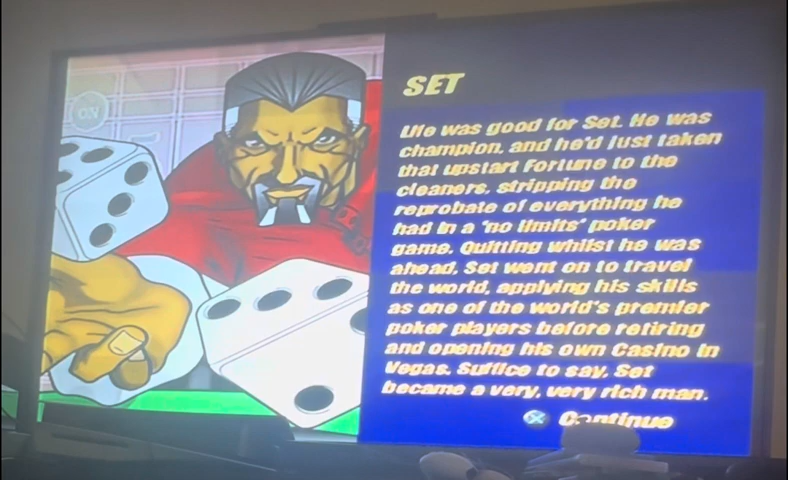 ON
SET
Life was good for Set. He was
champion, and he'd just taken
that upstart Fortune to the
cleaners, stripping the
reprobate of everything he
had in a 'no limits' poker
game. Quitting whilst he was
ahead, Set went on to travel
the world, applying his skills
as one of the world's premier
poker players before retiring
and opening his own Casino in
Vegas. Suffice to say, Set
became a very, very rich man.
Continue